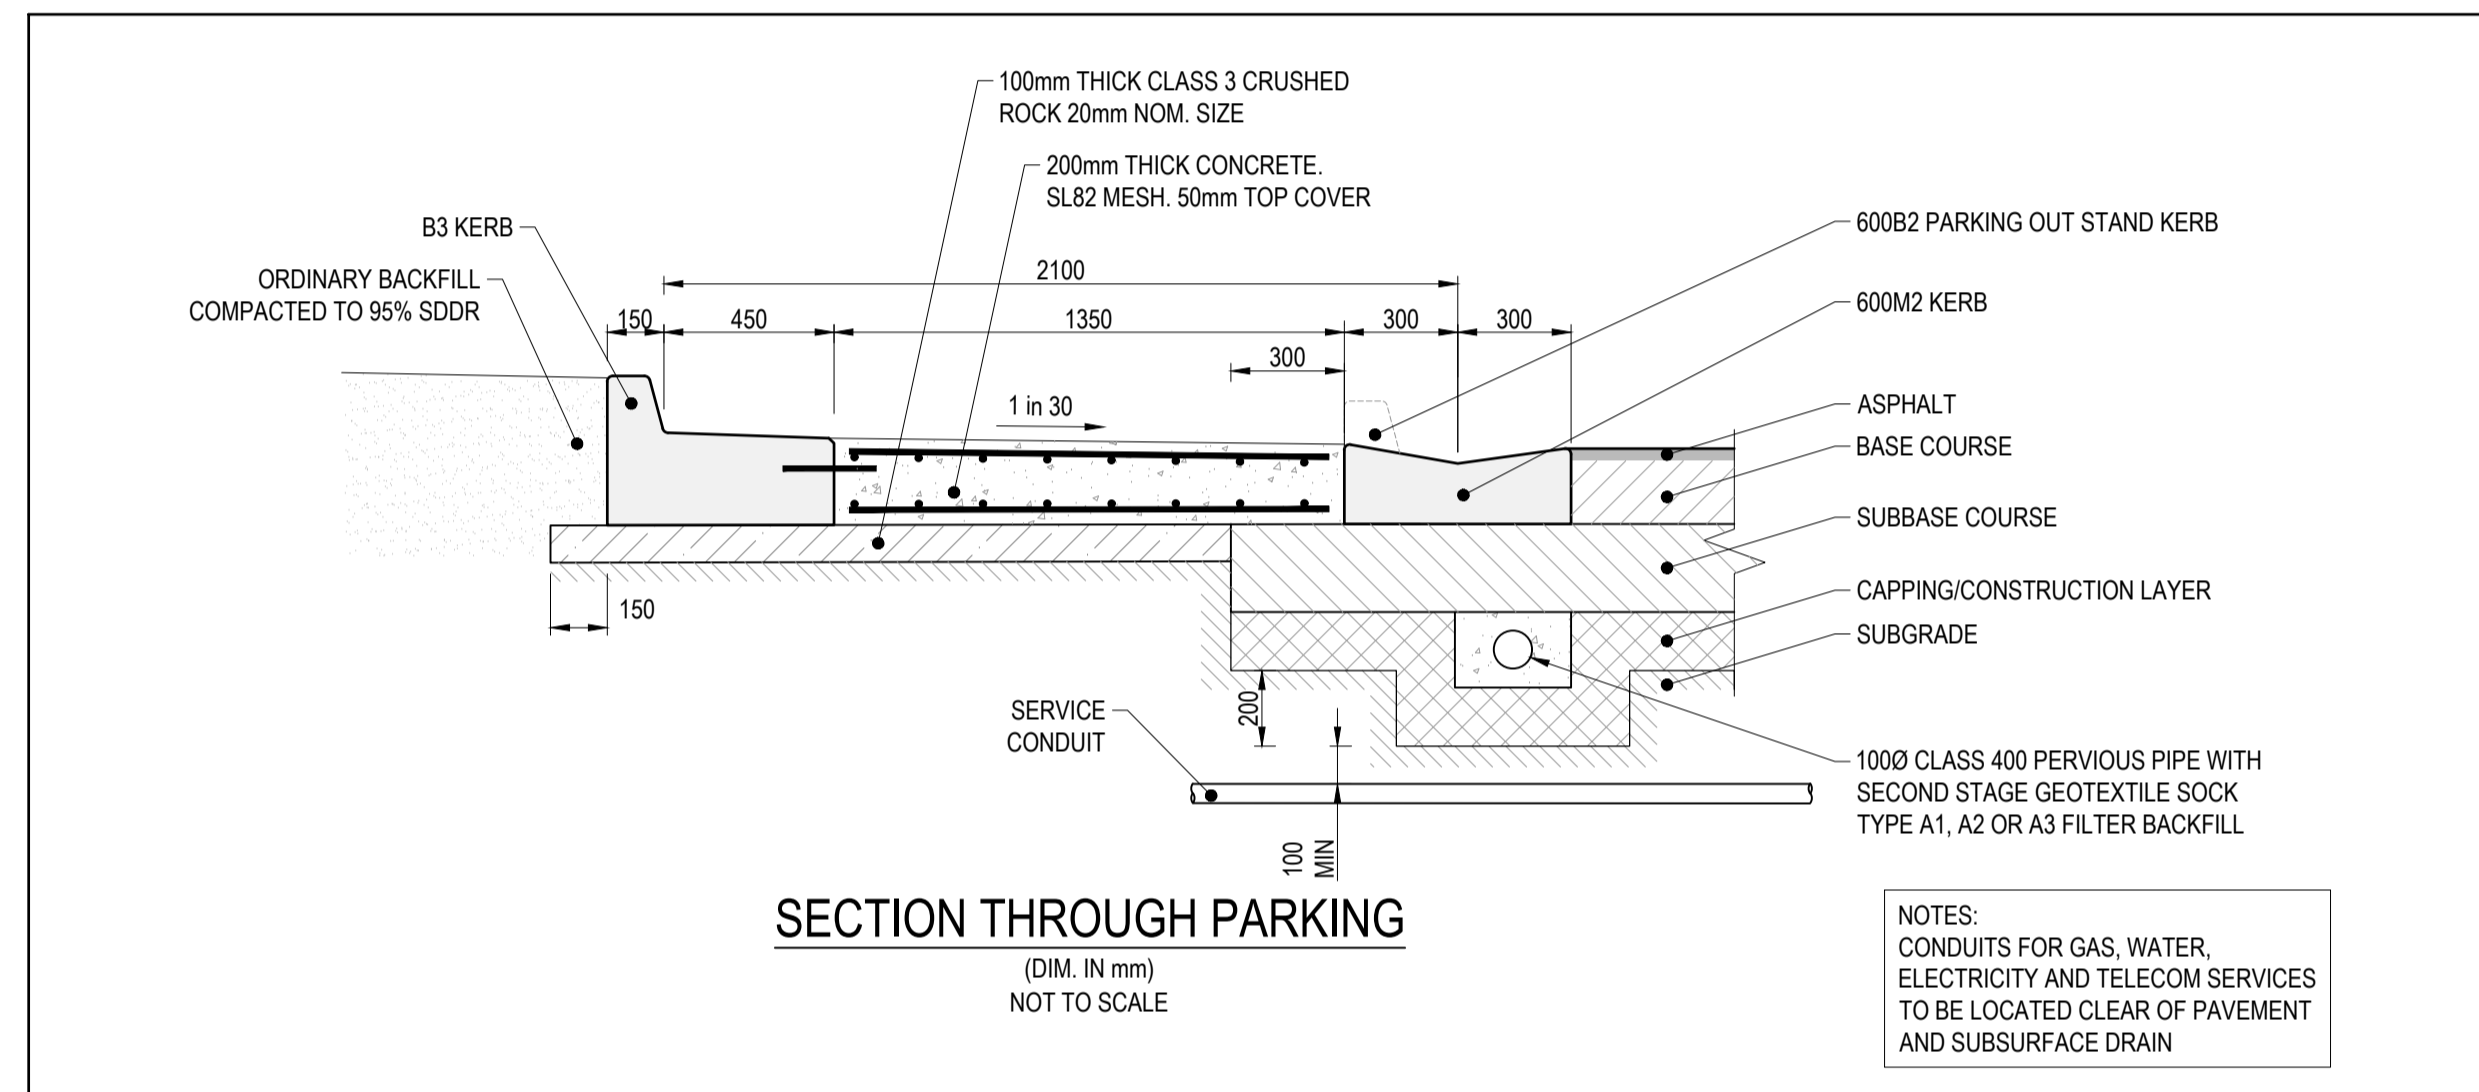 100mm THICK CLASS 3 CRUSHED
ROCK 20mm NOM. SIZE
200mm THICK CONCRETE.
SL82 MESH. 50mm TOP COVER
B3 KERB
ORDINARY BACKFILL
COMPACTED TO 95% SDDR
600B2 PARKING OUT STAND KERB
600M2 KERB
ASPHALT
BASE COURSE
SUBBASE COURSE
CAPPING/CONSTRUCTION LAYER
SUBGRADE
100Ø CLASS 400 PERVIOUS PIPE WITH
SECOND STAGE GEOTEXTILE SOCK
TYPE A1, A2 OR A3 FILTER BACKFILL
2100
150
450
1350
300
300
300
1 in 30
150
200
SERVICE
CONDUIT
100
MIN
SECTION THROUGH PARKING
(DIM. IN mm)
NOT TO SCALE
NOTES:
CONDUITS FOR GAS, WATER,
ELECTRICITY AND TELECOM SERVICES
TO BE LOCATED CLEAR OF PAVEMENT
AND SUBSURFACE DRAIN